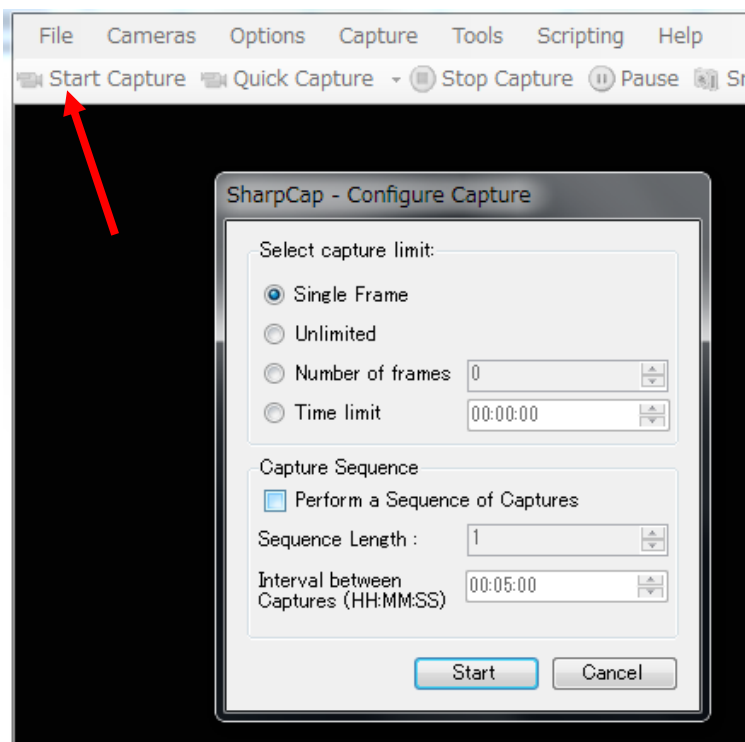 File Cameras Options Capture Tools Scripting Help
Start Capture Quick Capture Stop Capture Pause
SharpCap - Configure Capture
Select capture limit:
Single Frame
Unlimited
Number of frames 0
Time limit 00:00:00
Capture Sequence
Perform a Sequence of Captures
Sequence Length : 1
Interval between
Captures (HH:MM:SS) 00:05:00
Start Cancel